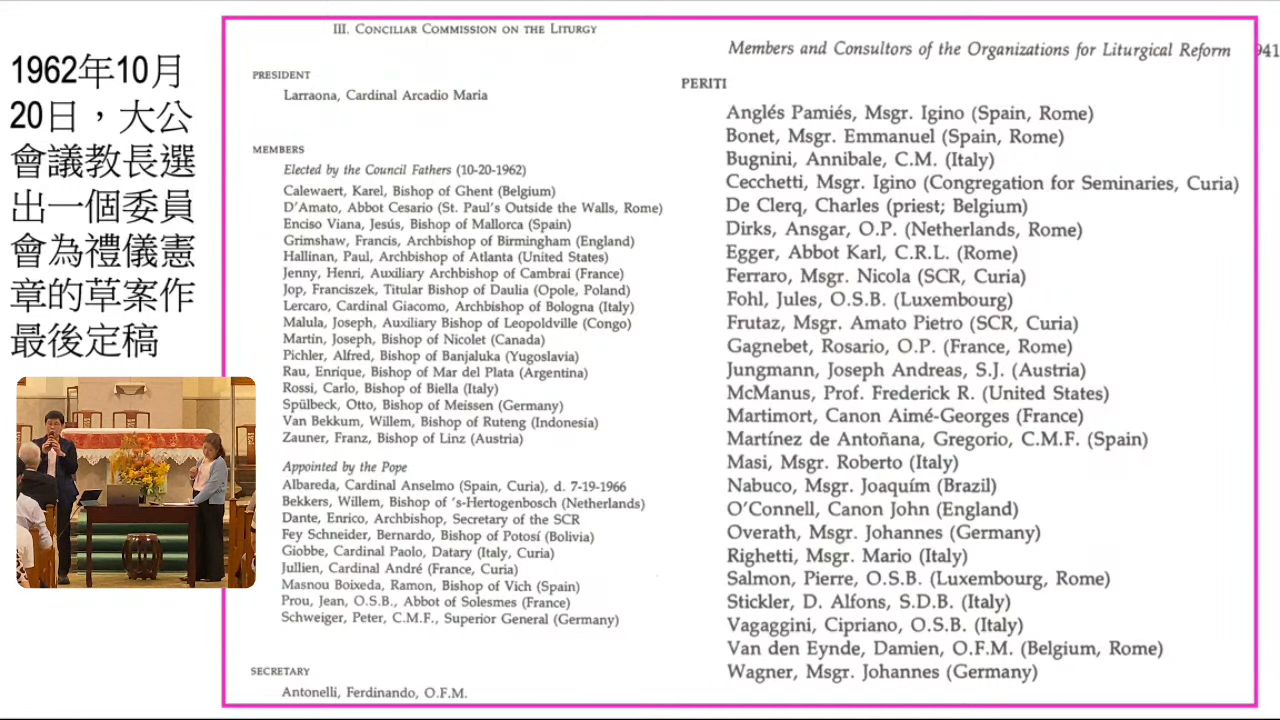 1962年10月
20日，大公
會議教長選
出一個委員
會為禮儀憲
章的草案作
最後定稿
III. CONCILIAR COMMISSION ON THE LITURGY
PRESIDENT
Larraona, Cardinal Arcadio Maria
MEMBERS
Elected by the Council Fathers (10-20-1962)
Calewaert, Karel, Bishop of Ghent (Belgium)
D'Amato, Abbot Cesario (St. Paul's Outside the Walls, Rome)
Enciso Viana, Jesús, Bishop of Mallorca (Spain)
Grimshaw, Francis, Archbishop of Birmingham (England)
Hallinan, Paul, Archbishop of Atlanta (United States)
Jenny, Henri, Auxiliary Archbishop of Cambrai (France)
Jop, Franciszek, Titular Bishop of Daulia (Opole, Poland)
Lercaro, Cardinal Giacomo, Archbishop of Bologna (Italy)
Malula, Joseph, Auxiliary Bishop of Leopoldville (Congo)
Martin, Joseph, Bishop of Nicolet (Canada)
Pichler, Alfred, Bishop of Banjaluka (Yugoslavia)
Rau, Enrique, Bishop of Mar del Plata (Argentina)
Rossi, Carlo, Bishop of Biella (Italy)
Spülbeck, Otto, Bishop of Meissen (Germany)
Van Bekkum, Willem, Bishop of Ruteng (Indonesia)
Zauner, Franz, Bishop of Linz (Austria)
Appointed by the Pope
Albareda, Cardinal Anselmo (Spain, Curia), d. 7-19-1966
Bekkers, Willem, Bishop of 's-Hertogenbosch (Netherlands)
Dante, Enrico, Archbishop, Secretary of the SCR
Fey Schneider, Bernardo, Bishop of Potosí (Bolivia)
Giobbe, Cardinal Paolo, Datary (Italy, Curia)
Jullien, Cardinal André (France, Curia)
Masnou Boixeda, Ramon, Bishop of Vich (Spain)
Prou, Jean, O.S.B., Abbot of Solesmes (France)
Schweiger, Peter, C.M.F., Superior General (Germany)
SECRETARY
Antonelli, Ferdinando, O.F.M.
Members and Consultors of the Organizations for Liturgical Reform 941
PERITI
Anglés Pamiés, Msgr. Igino (Spain, Rome)
Bonet, Msgr. Emmanuel (Spain, Rome)
Bugnini, Annibale, C.M. (Italy)
Cecchetti, Msgr. Igino (Congregation for Seminaries, Curia)
De Clerq, Charles (priest; Belgium)
Dirks, Ansgar, O.P. (Netherlands, Rome)
Egger, Abbot Karl, C.R.L. (Rome)
Ferraro, Msgr. Nicola (SCR, Curia)
Fohl, Jules, O.S.B. (Luxembourg)
Frutaz, Msgr. Amato Pietro (SCR, Curia)
Gagnebet, Rosario, O.P. (France, Rome)
Jungmann, Joseph Andreas, S.J. (Austria)
McManus, Prof. Frederick R. (United States)
Martimort, Canon Aimé-Georges (France)
Martínez de Antoñana, Gregorio, C.M.F. (Spain)
Masi, Msgr. Roberto (Italy)
Nabuco, Msgr. Joaquím (Brazil)
O'Connell, Canon John (England)
Overath, Msgr. Johannes (Germany)
Righetti, Msgr. Mario (Italy)
Salmon, Pierre, O.S.B. (Luxembourg, Rome)
Stickler, D. Alfons, S.D.B. (Italy)
Vagaggini, Cipriano, O.S.B. (Italy)
Van den Eynde, Damien, O.F.M. (Belgium, Rome)
Wagner, Msgr. Johannes (Germany)